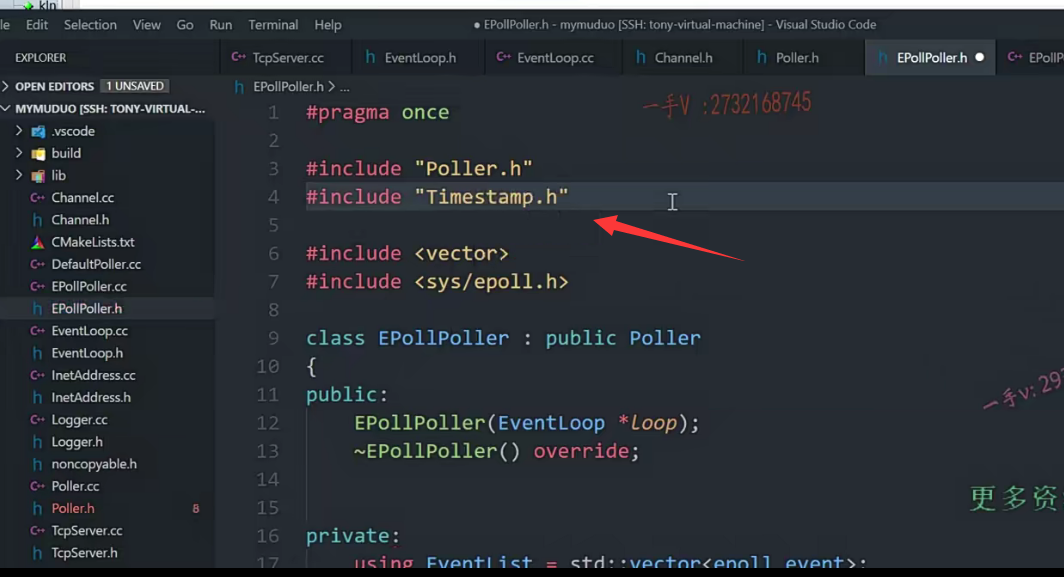 kln
le Edit Selection View Go Run Terminal Help
● EPollPoller.h - mymuduo [SSH: tony-virtual-machine] - Visual Studio Code
EXPLORER
TcpServer.cc
EventLoop.h
EventLoop.cc
Channel.h
Poller.h
EPollPoller.h ●
EPollP
OPEN EDITORS 1 UNSAVED
MYMUDUO [SSH: TONY-VIRTUAL-...
.vscode
build
lib
Channel.cc
Channel.h
CMakeLists.txt
DefaultPoller.cc
EPollPoller.cc
EPollPoller.h
EventLoop.cc
EventLoop.h
InetAddress.cc
InetAddress.h
Logger.cc
Logger.h
noncopyable.h
Poller.cc
Poller.h 8
TcpServer.cc
TcpServer.h
EPollPoller.h > ...
一手V :2732168745
1 #pragma once
2
3 #include "Poller.h"
4 #include "Timestamp.h"
5
6 #include <vector>
7 #include <sys/epoll.h>
8
9 class EPollPoller : public Poller
10 {
11 public:
12 EPollPoller(EventLoop *loop);
13 ~EPollPoller() override;
14
15
16 private:
17 using EventList = std::vector<epoll_event>;
一手v: 29
更多资